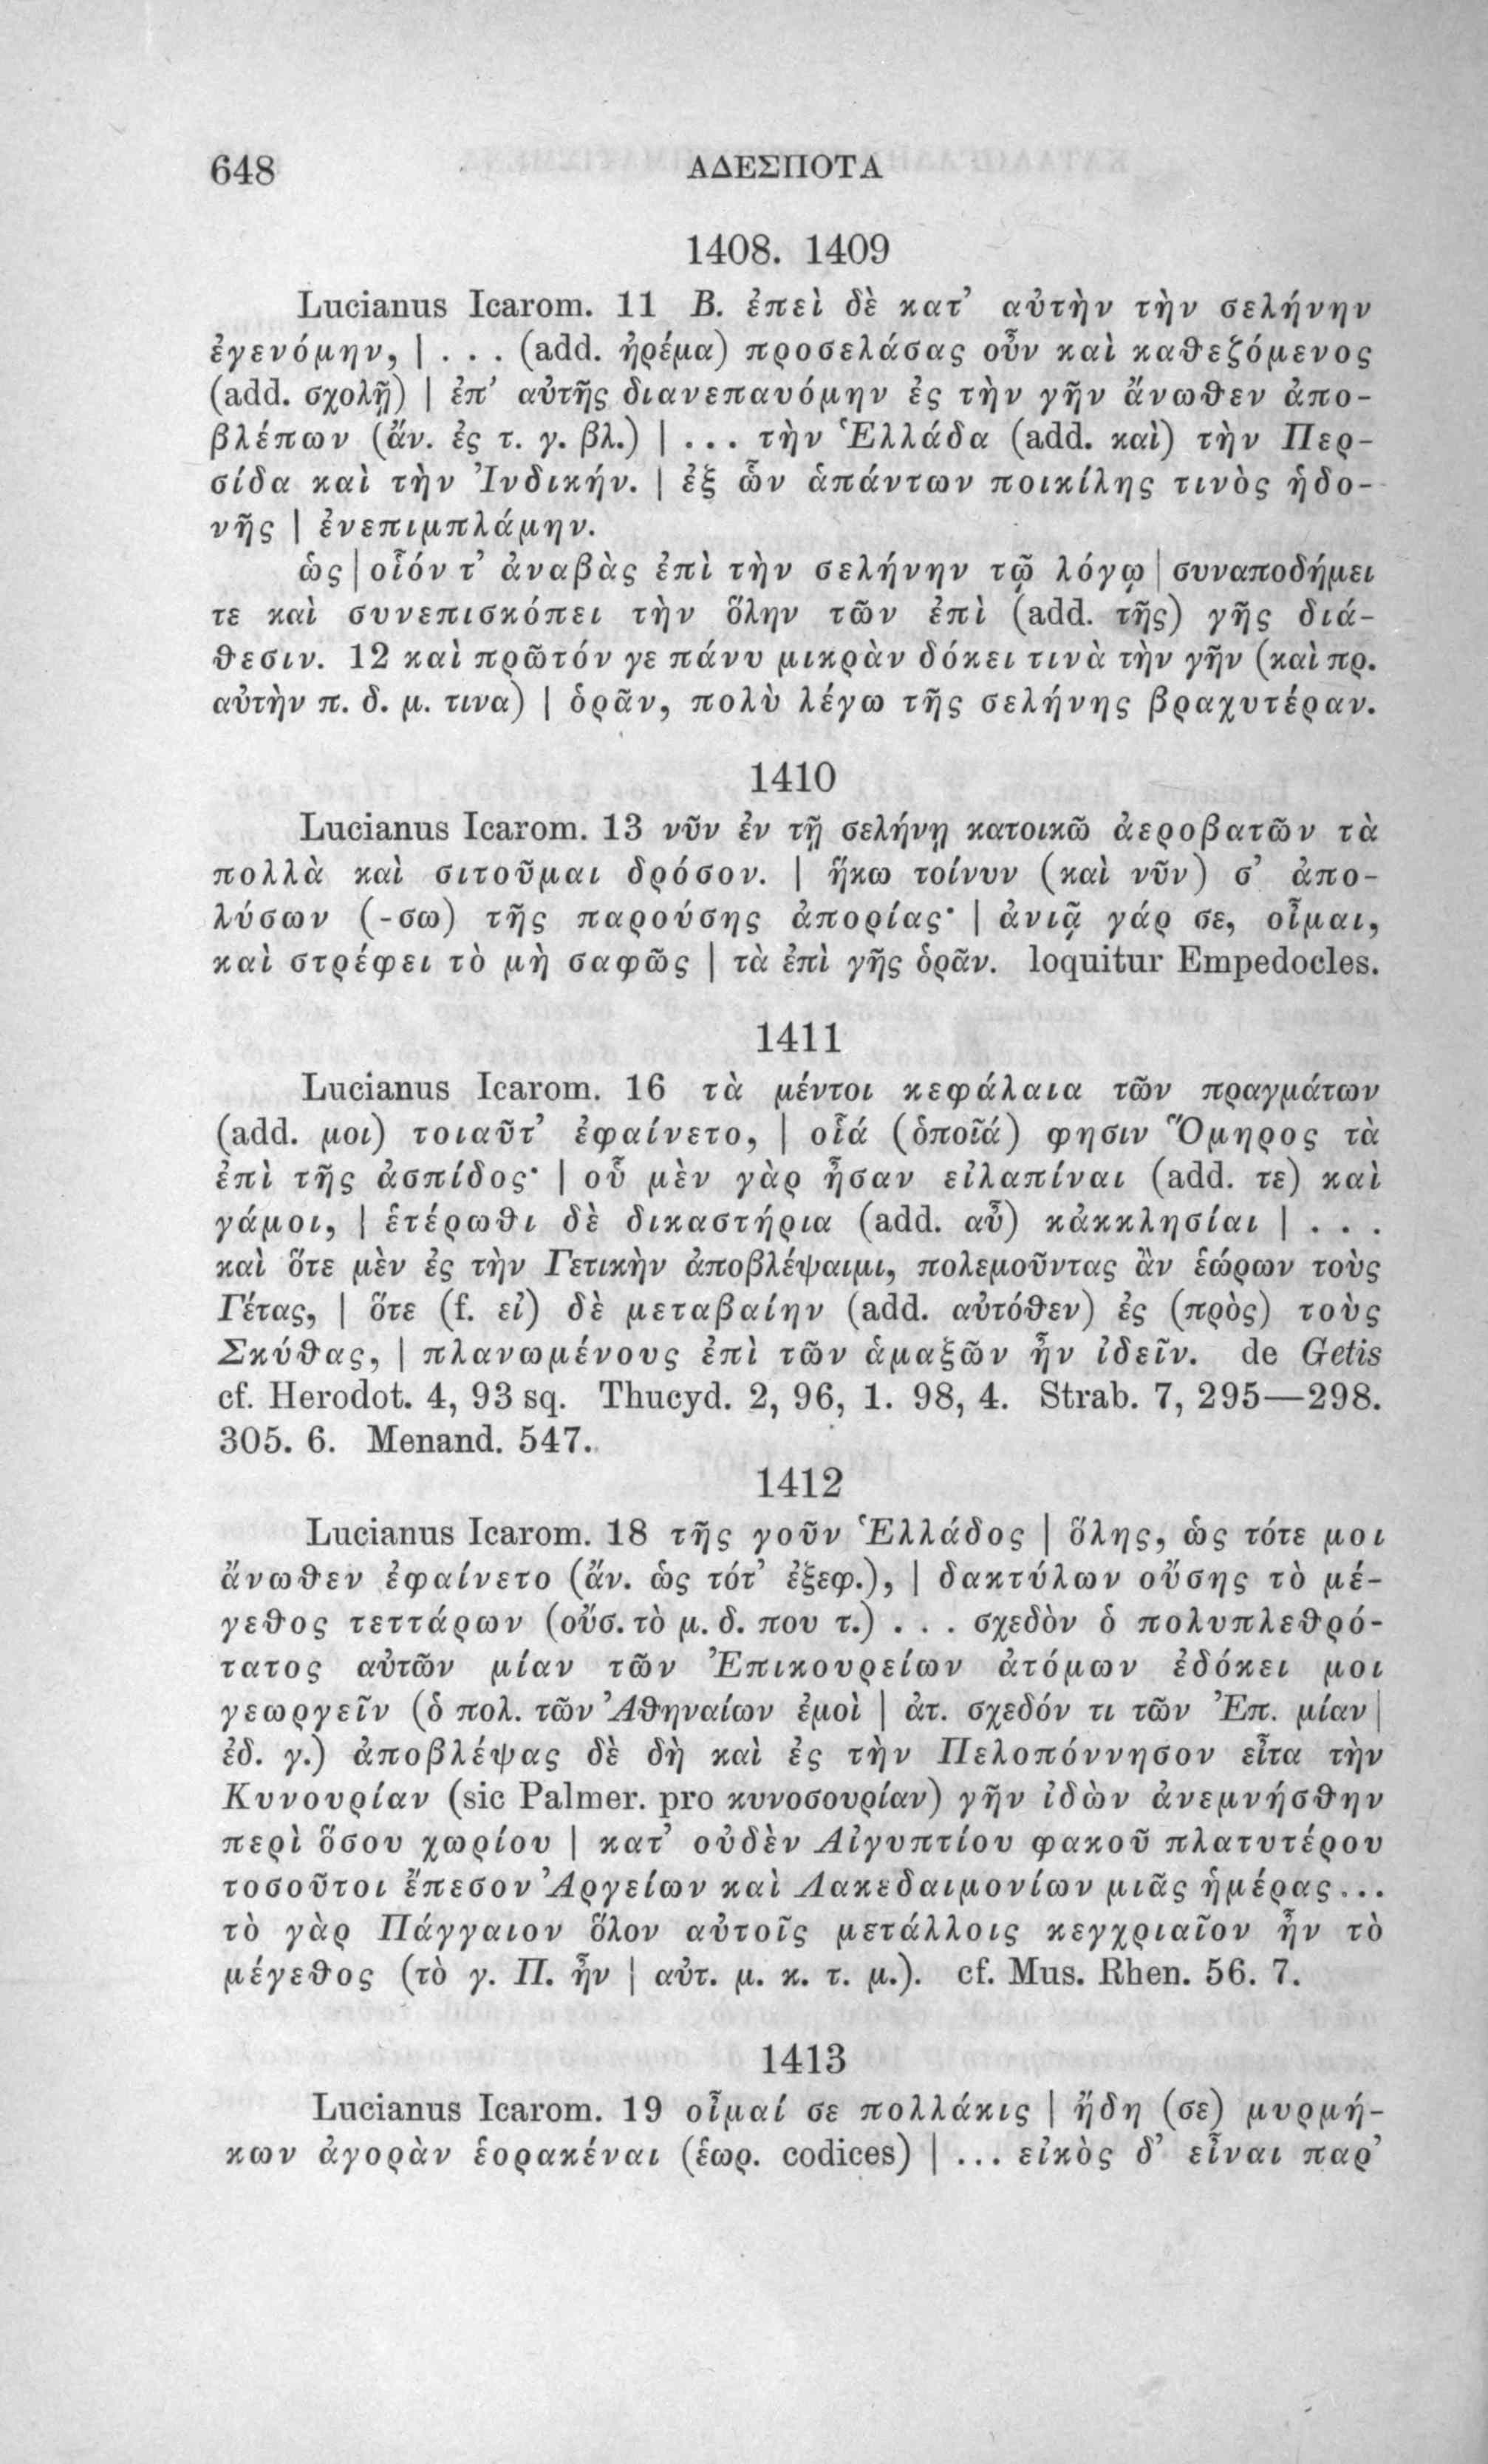 648 ΑΔΕΣΠΟΤΑ
1408. 1409
Lucianus Icarom. 11 B. ἐπεὶ δὲ κατ’ αὐτὴν τὴν σελήνην
ἐγενόμην, | . . . (add. ἠρέμα) προσελάσας οὖν καὶ καθεζόμενος
(add. σχολῇ) | ἐπ’ αὐτῆς διανεπαυόμην ἐς τὴν γῆν ἄνωθεν ἀπο-
βλέπων (ἄν. ἐς τ. γ. βλ.) | ... τὴν Ἑλλάδα (add. καὶ) τὴν Περ-
σίδα καὶ τὴν Ἰνδικήν. | ἐξ ὧν ἁπάντων ποικίλης τινὸς ἡδο-
νῆς | ἐνεπιμπλάμην.
ὡς | οἷόν τ’ ἀναβὰς ἐπὶ τὴν σελήνην τῷ λόγῳ | συναποδήμει
τε καὶ συνεπισκόπει τὴν ὅλην τῶν ἐπὶ (add. τῆς) γῆς διά-
θεσιν. 12 καὶ πρῶτόν γε πάνυ μικρὰν δόκει τινὰ τὴν γῆν (καὶ πρ.
αὐτὴν π. δ. μ. τινα) | ὁρᾶν, πολὺ λέγω τῆς σελήνης βραχυτέραν.
1410
Lucianus Icarom. 13 νῦν ἐν τῇ σελήνῃ κατοικῶ ἀεροβατῶν τὰ
πολλὰ καὶ σιτοῦμαι δρόσον. | ἥκω τοίνυν (καὶ νῦν) σ’ ἀπο-
λύσων (-σω) τῆς παρούσης ἀπορίας· | ἀνιᾷ γάρ σε, οἶμαι,
καὶ στρέφει τὸ μὴ σαφῶς | τὰ ἐπὶ γῆς ὁρᾶν. loquitur Empedocles.
1411
Lucianus Icarom. 16 τὰ μέντοι κεφάλαια τῶν πραγμάτων
(add. μοι) τοιαῦτ’ ἐφαίνετο, | οἷά (ὁποῖά) φησιν Ὅμηρος τὰ
ἐπὶ τῆς ἀσπίδος· | οὗ μὲν γὰρ ἦσαν εἰλαπίναι (add. τε) καὶ
γάμοι, | ἑτέρωθι δὲ δικαστήρια (add. αὖ) κἀκκλησίαι | . . .
καὶ ὅτε μὲν ἐς τὴν Γετικὴν ἀποβλέψαιμι, πολεμοῦντας ἂν ἑώρων τοὺς
Γέτας, | ὅτε (f. εἰ) δὲ μεταβαίην (add. αὐτόθεν) ἐς (πρὸς) τοὺς
Σκύθας, | πλανωμένους ἐπὶ τῶν ἁμαξῶν ἦν ἰδεῖν. de Getis
cf. Herodot. 4, 93 sq. Thucyd. 2, 96, 1. 98, 4. Strab. 7, 295—298.
305. 6. Menand. 547.
1412
Lucianus Icarom. 18 τῆς γοῦν Ἑλλάδος | ὅλης, ὡς τότε μοι
ἄνωθεν ἐφαίνετο (ἄν. ὡς τότ’ ἐξεφ.), | δακτύλων οὔσης τὸ μέ-
γεθος τεττάρων (οὔσ. τὸ μ. δ. που τ.) . . . σχεδὸν ὁ πολυπλεθρό-
τατος αὐτῶν μίαν τῶν Ἐπικουρείων ἀτόμων ἐδόκει μοι
γεωργεῖν (ὁ πολ. τῶν Ἀθηναίων ἐμοὶ | ἀτ. σχεδόν τι τῶν Ἐπ. μίαν |
ἐδ. γ.) ἀποβλέψας δὲ δὴ καὶ ἐς τὴν Πελοπόννησον εἶτα τὴν
Κυνουρίαν (sic Palmer. pro κυνοσουρίαν) γῆν ἰδὼν ἀνεμνήσθην
περὶ ὅσου χωρίου | κατ’ οὐδὲν Αἰγυπτίου φακοῦ πλατυτέρου
τοσοῦτοι ἔπεσον Ἀργείων καὶ Λακεδαιμονίων μιᾶς ἡμέρας ...
τὸ γὰρ Πάγγαιον ὅλον αὐτοῖς μετάλλοις κεγχριαῖον ἦν τὸ
μέγεθος (τὸ γ. Π. ἦν | αὐτ. μ. κ. τ. μ.). cf. Mus. Rhen. 56. 7.
1413
Lucianus Icarom. 19 οἶμαί σε πολλάκις | ἤδη (σε) μυρμή-
κων ἀγορὰν ἑορακέναι (ἑωρ. codices) | ... εἰκὸς δ’ εἶναι παρ’